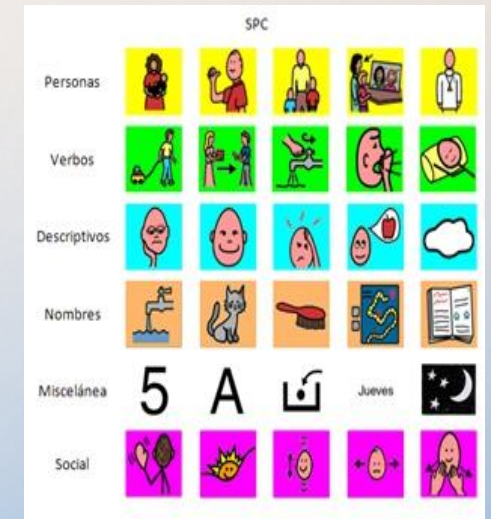 SPC
Personas
Verbos
Descriptivos
Nombres
Miscelánea
5 A Jueves
Social